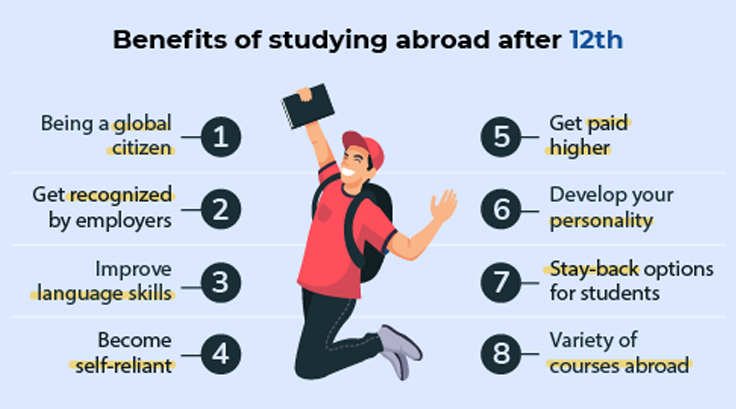 Benefits of studying abroad after 12th
Being a global
citizen
1
Get recognized
by employers
2
Improve
language skills
3
Become
self-reliant
4
5
Get paid
higher
6
Develop your
personality
7
Stay-back options
for students
8
Variety of
courses abroad